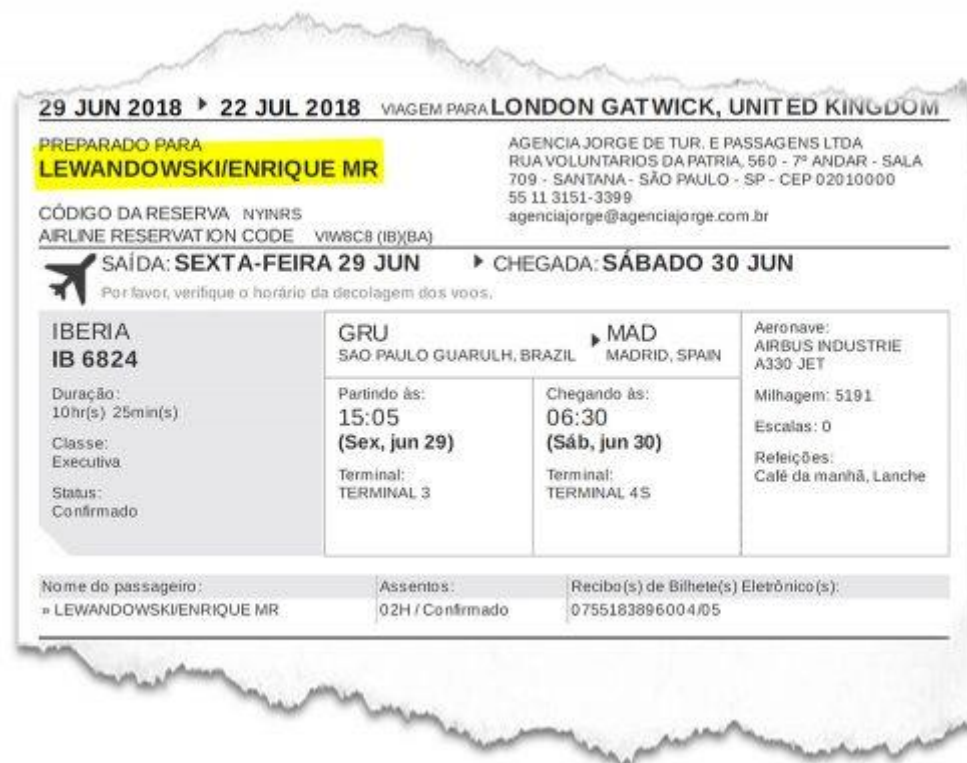 29 JUN 2018 ‣ 22 JUL 2018 VIAGEM PARA LONDON GATWICK, UNITED KINGDOM
PREPARADO PARA
LEWANDOWSKI/ENRIQUE MR
CÓDIGO DA RESERVA NYINRS
AIRLINE RESERVATION CODE VIW8C8 (IB)(BA)
AGENCIA JORGE DE TUR. E PASSAGENS LTDA
RUA VOLUNTARIOS DA PATRIA, 560 - 7º ANDAR - SALA
709 - SANTANA - SÃO PAULO - SP - CEP 02010000
55 11 3151-3399
agenciajorge@agenciajorge.com.br
SAÍDA: SEXTA-FEIRA 29 JUN ‣ CHEGADA: SÁBADO 30 JUN
Por favor, verifique o horário da decolagem dos voos.
IBERIA
IB 6824
Duração:
10hr(s) 25min(s)
Classe:
Executiva
Status:
Confirmado
GRU
SAO PAULO GUARULH, BRAZIL
‣ MAD
MADRID, SPAIN
Partindo às:
15:05
(Sex, jun 29)
Terminal:
TERMINAL 3
Chegando às:
06:30
(Sáb, jun 30)
Terminal:
TERMINAL 4S
Aeronave:
AIRBUS INDUSTRIE
A330 JET
Milhagem: 5191
Escalas: 0
Refeições:
Café da manhã, Lanche
Nome do passageiro: Assentos: Recibo(s) de Bilhete(s) Eletrônico(s):
» LEWANDOWSKI/ENRIQUE MR 02H / Confirmado 0755183896004/05